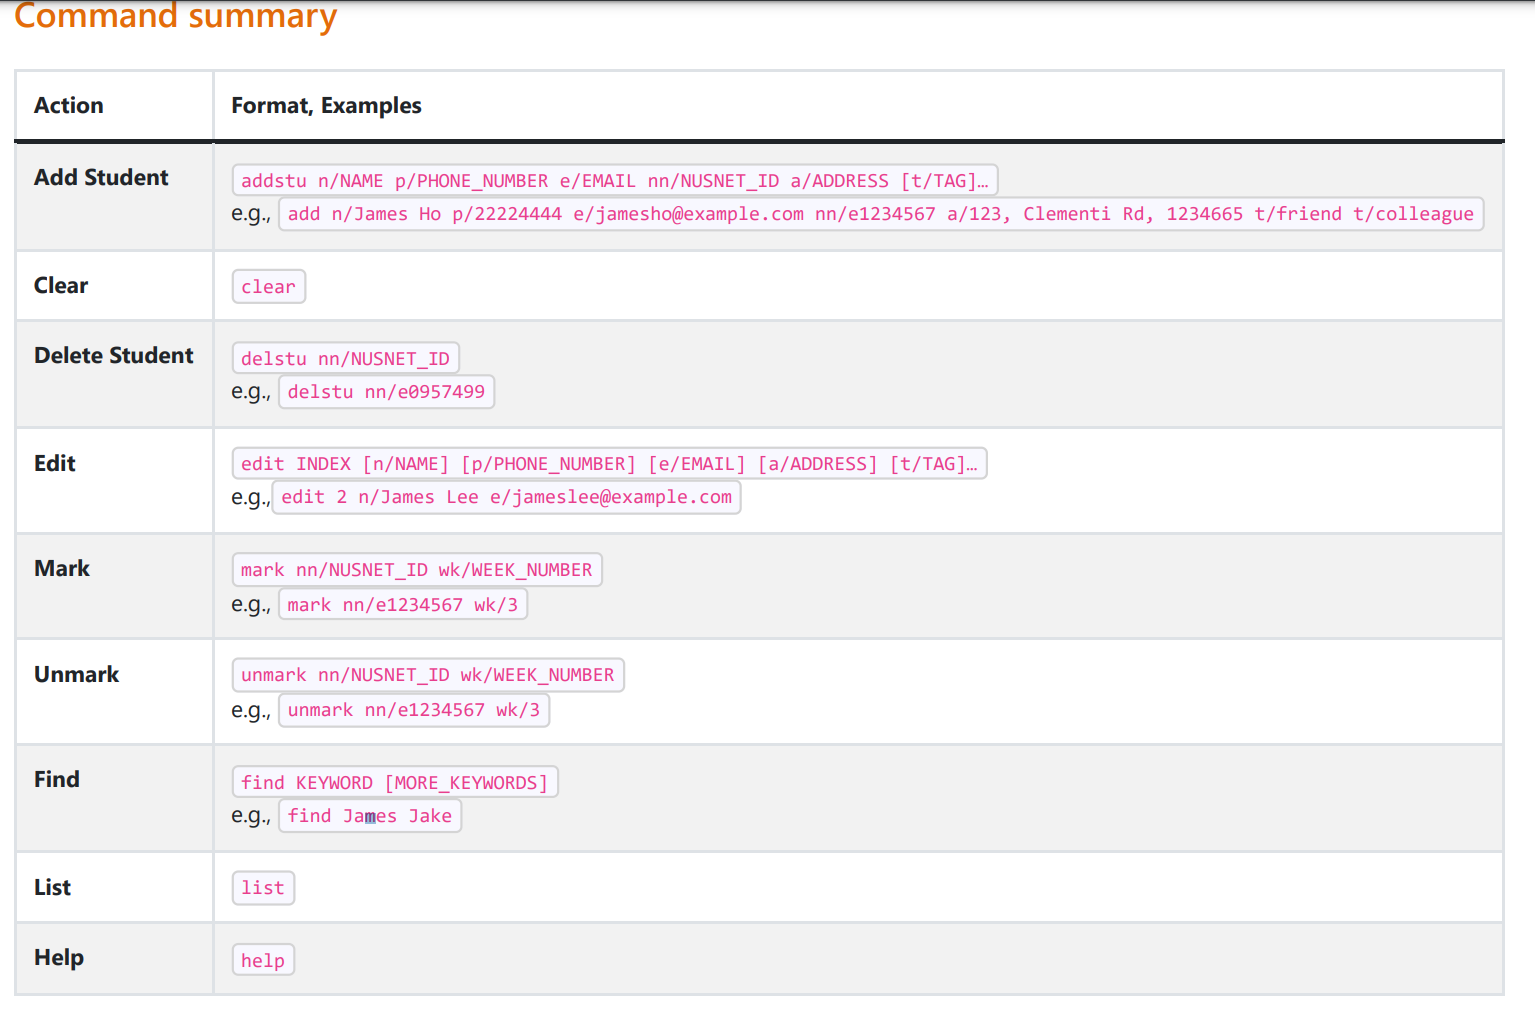 Command summary
Action Format, Examples
Add Student addstu n/NAME p/PHONE_NUMBER e/EMAIL nn/NUSNET_ID a/ADDRESS [t/TAG]…
e.g., add n/James Ho p/22224444 e/jamesho@example.com nn/e1234567 a/123, Clementi Rd, 1234665 t/friend t/colleague
Clear clear
Delete Student delstu nn/NUSNET_ID
e.g., delstu nn/e0957499
Edit edit INDEX [n/NAME] [p/PHONE_NUMBER] [e/EMAIL] [a/ADDRESS] [t/TAG]…
e.g., edit 2 n/James Lee e/jameslee@example.com
Mark mark nn/NUSNET_ID wk/WEEK_NUMBER
e.g., mark nn/e1234567 wk/3
Unmark unmark nn/NUSNET_ID wk/WEEK_NUMBER
e.g., unmark nn/e1234567 wk/3
Find find KEYWORD [MORE_KEYWORDS]
e.g., find James Jake
List list
Help help